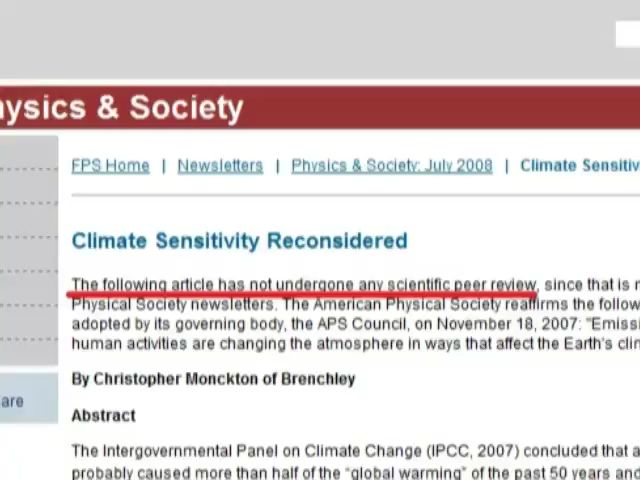 hysics & Society
FPS Home | Newsletters | Physics & Society: July 2008 | Climate Sensitiv
Climate Sensitivity Reconsidered
The following article has not undergone any scientific peer review, since that is n
Physical Society newsletters. The American Physical Society reaffirms the follow
adopted by its governing body, the APS Council, on November 18, 2007: "Emissi
human activities are changing the atmosphere in ways that affect the Earth's clim
By Christopher Monckton of Brenchley
are
Abstract
The Intergovernmental Panel on Climate Change (IPCC, 2007) concluded that a
probably caused more than half of the “global warming” of the past 50 years and